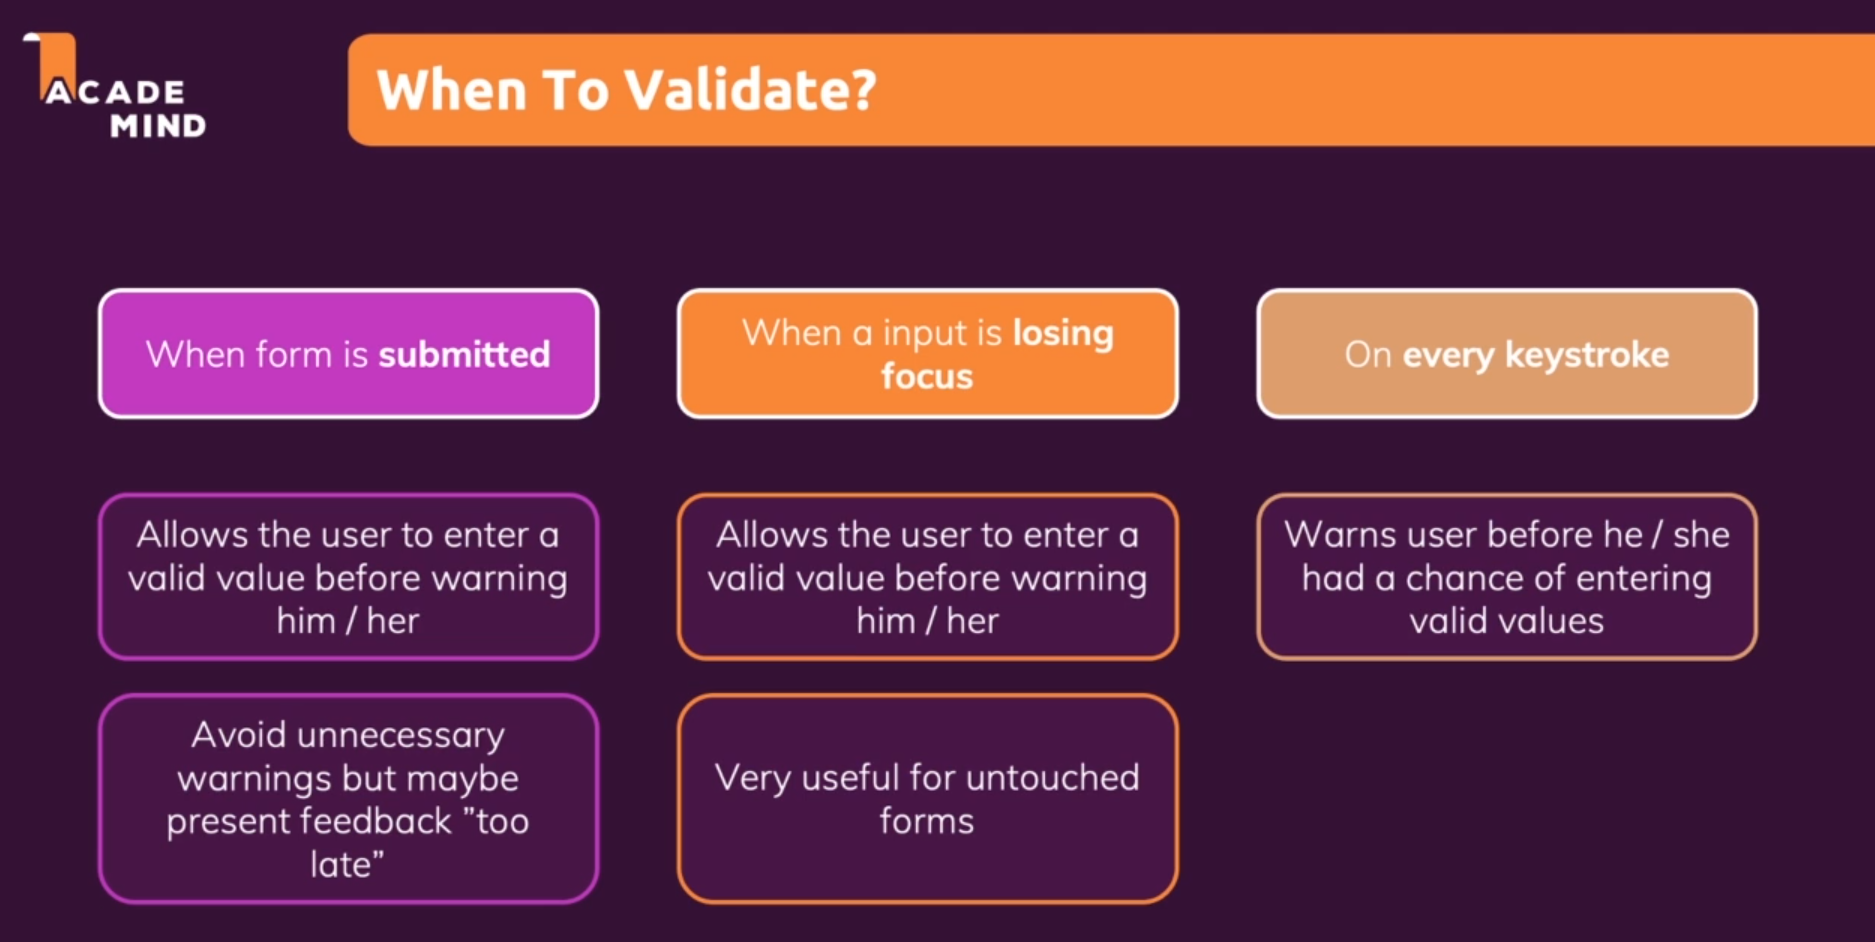 ACADE
MIND
When To Validate?
When form is submitted
When a input is losing
focus
On every keystroke
Allows the user to enter a
valid value before warning
him / her
Allows the user to enter a
valid value before warning
him / her
Warns user before he / she
had a chance of entering
valid values
Avoid unnecessary
warnings but maybe
present feedback ”too
late”
Very useful for untouched
forms